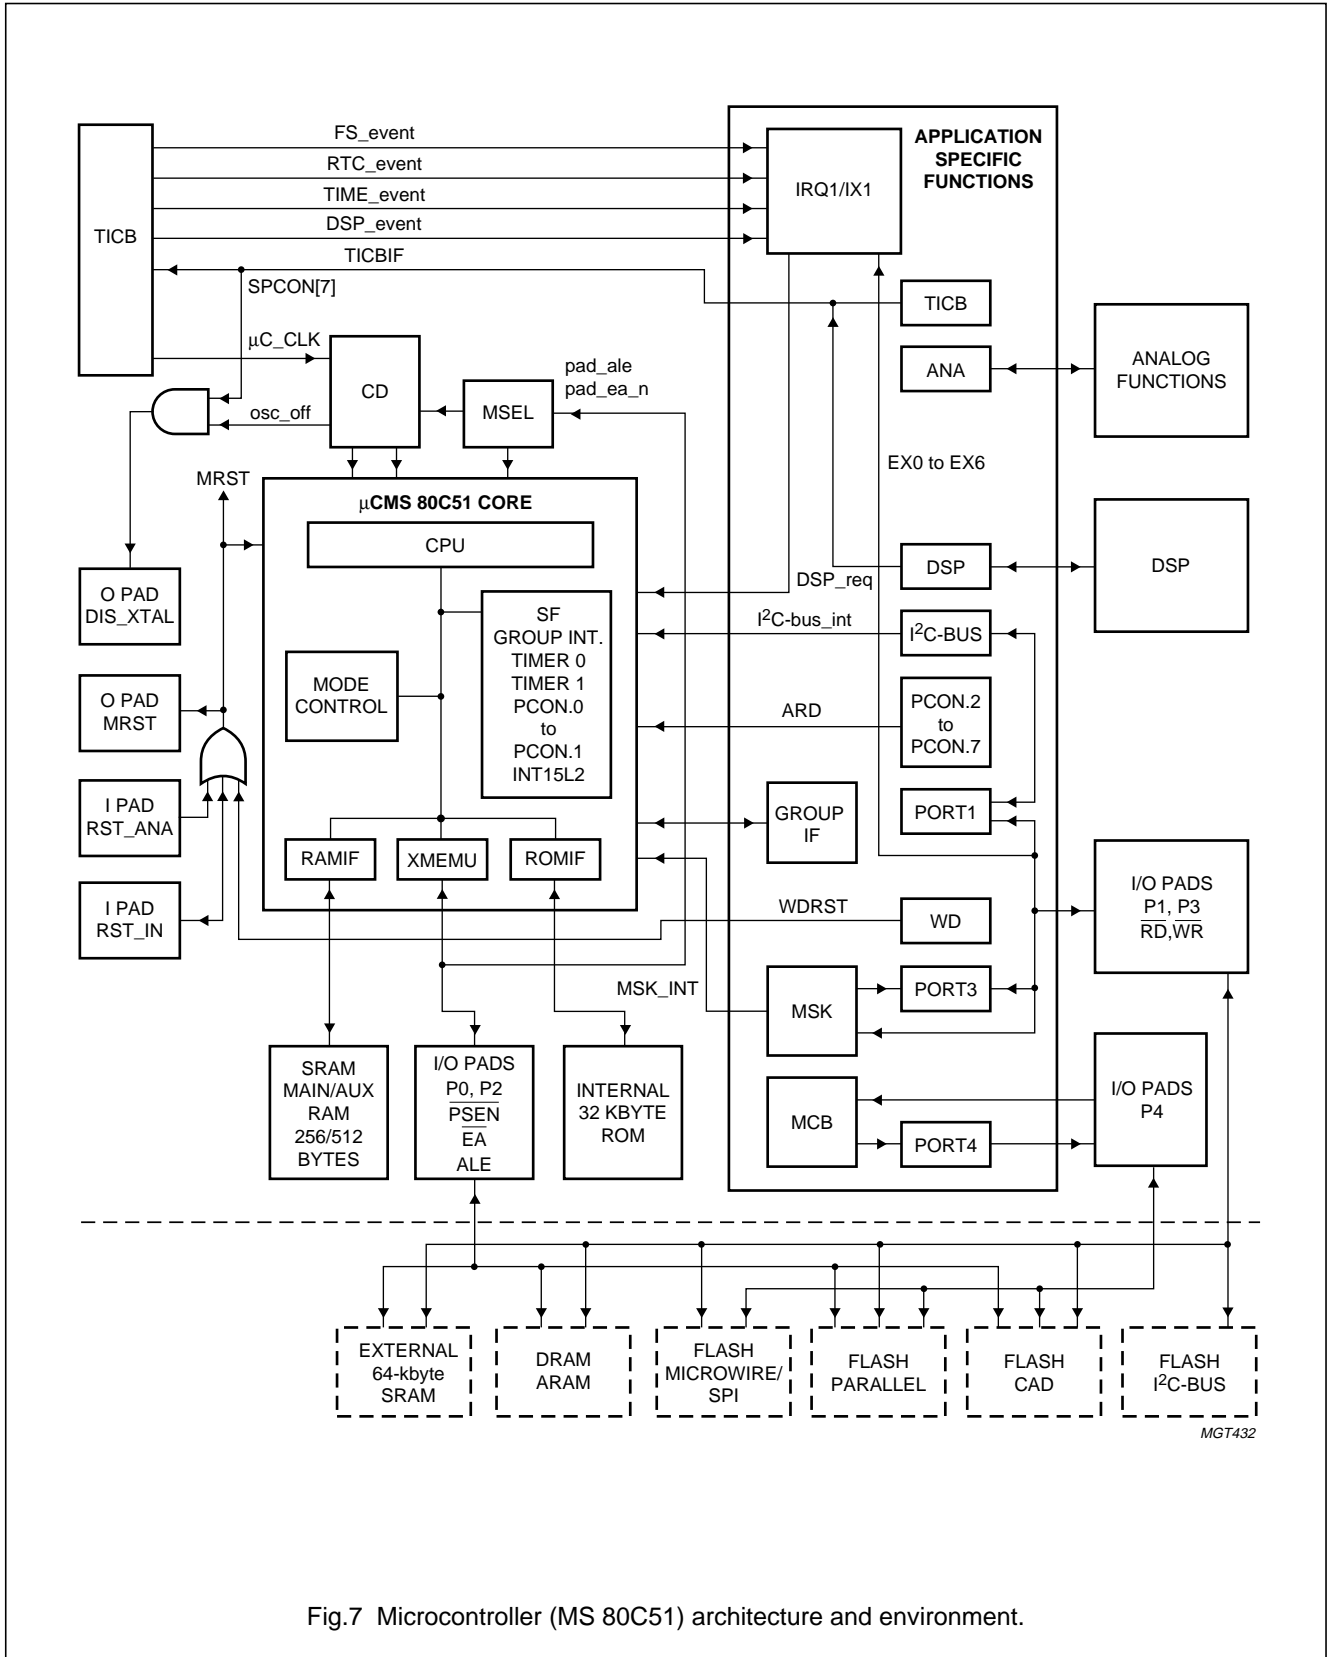 FS_event
RTC_event
TIME_event
DSP_event
TICBIF
SPCON[7]
µC_CLK
TICB
APPLICATION
SPECIFIC
FUNCTIONS
IRQ1/IX1
TICB
ANA
ANALOG
FUNCTIONS
CD
MSEL
pad_ale
pad_ea_n
osc_off
EX0 to EX6
MRST
µCMS 80C51 CORE
CPU
O PAD
DIS_XTAL
O PAD
MRST
I PAD
RST_ANA
I PAD
RST_IN
MODE
CONTROL
SF
GROUP INT.
TIMER 0
TIMER 1
PCON.0
to
PCON.1
INT15L2
RAMIF
XMEMU
ROMIF
DSP_req
DSP
DSP
I²C-bus_int
I²C-BUS
ARD
PCON.2
to
PCON.7
GROUP
IF
PORT1
WDRST
WD
I/O PADS
P1, P3
RD,WR
MSK_INT
MSK
PORT3
MCB
PORT4
I/O PADS
P4
SRAM
MAIN/AUX
RAM
256/512
BYTES
I/O PADS
P0, P2
PSEN
EA
ALE
INTERNAL
32 KBYTE
ROM
EXTERNAL
64-kbyte
SRAM
DRAM
ARAM
FLASH
MICROWIRE/
SPI
FLASH
PARALLEL
FLASH
CAD
FLASH
I²C-BUS
MGT432
Fig.7 Microcontroller (MS 80C51) architecture and environment.